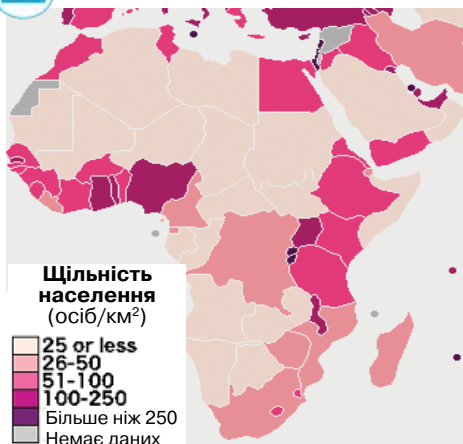 Щільність
населення
(осіб/км²)
25 or less
26-50
51-100
100-250
Більше ніж 250
Немає даних